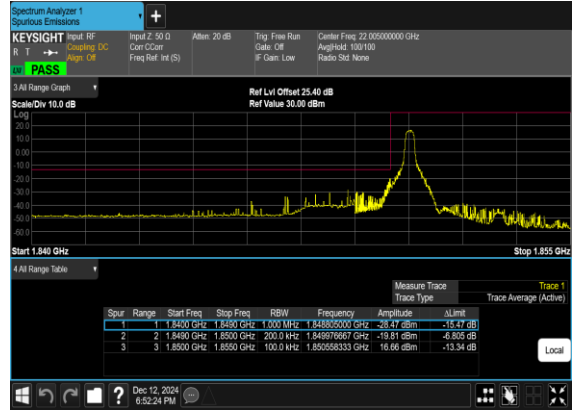 Spectrum Analyzer 1
Spurious Emissions
KEYSIGHT Input: RF Input Z: 50 Ω Atten: 20 dB Trig: Free Run Center Freq: 22.005000000 GHz
R T Coupling: DC Corr CCorr Gate: Off Avg|Hold: 100/100
Align: Off Freq Ref: Int (S) IF Gain: Low Radio Std: None
PASS
3 All Range Graph
Ref Lvl Offset 25.40 dB
Scale/Div 10.0 dB Ref Value 30.00 dBm
Log
20.0
10.0
0.00
-10.0
-20.0
-30.0
-40.0
-50.0
-60.0
Start 1.840 GHz Stop 1.855 GHz
4 All Range Table
Measure Trace Trace 1
Trace Type Trace Average (Active)
Spur Range Start Freq Stop Freq RBW Frequency Amplitude ΔLimit
1 1 1.8400 GHz 1.8490 GHz 1.000 MHz 1.848805000 GHz -28.47 dBm -15.47 dB
2 2 1.8490 GHz 1.8500 GHz 200.0 kHz 1.849976667 GHz -19.81 dBm -6.805 dB
3 3 1.8500 GHz 1.8550 GHz 100.0 kHz 1.850558333 GHz 16.66 dBm -13.34 dB
Local
Dec 12, 2024
6:52:24 PM